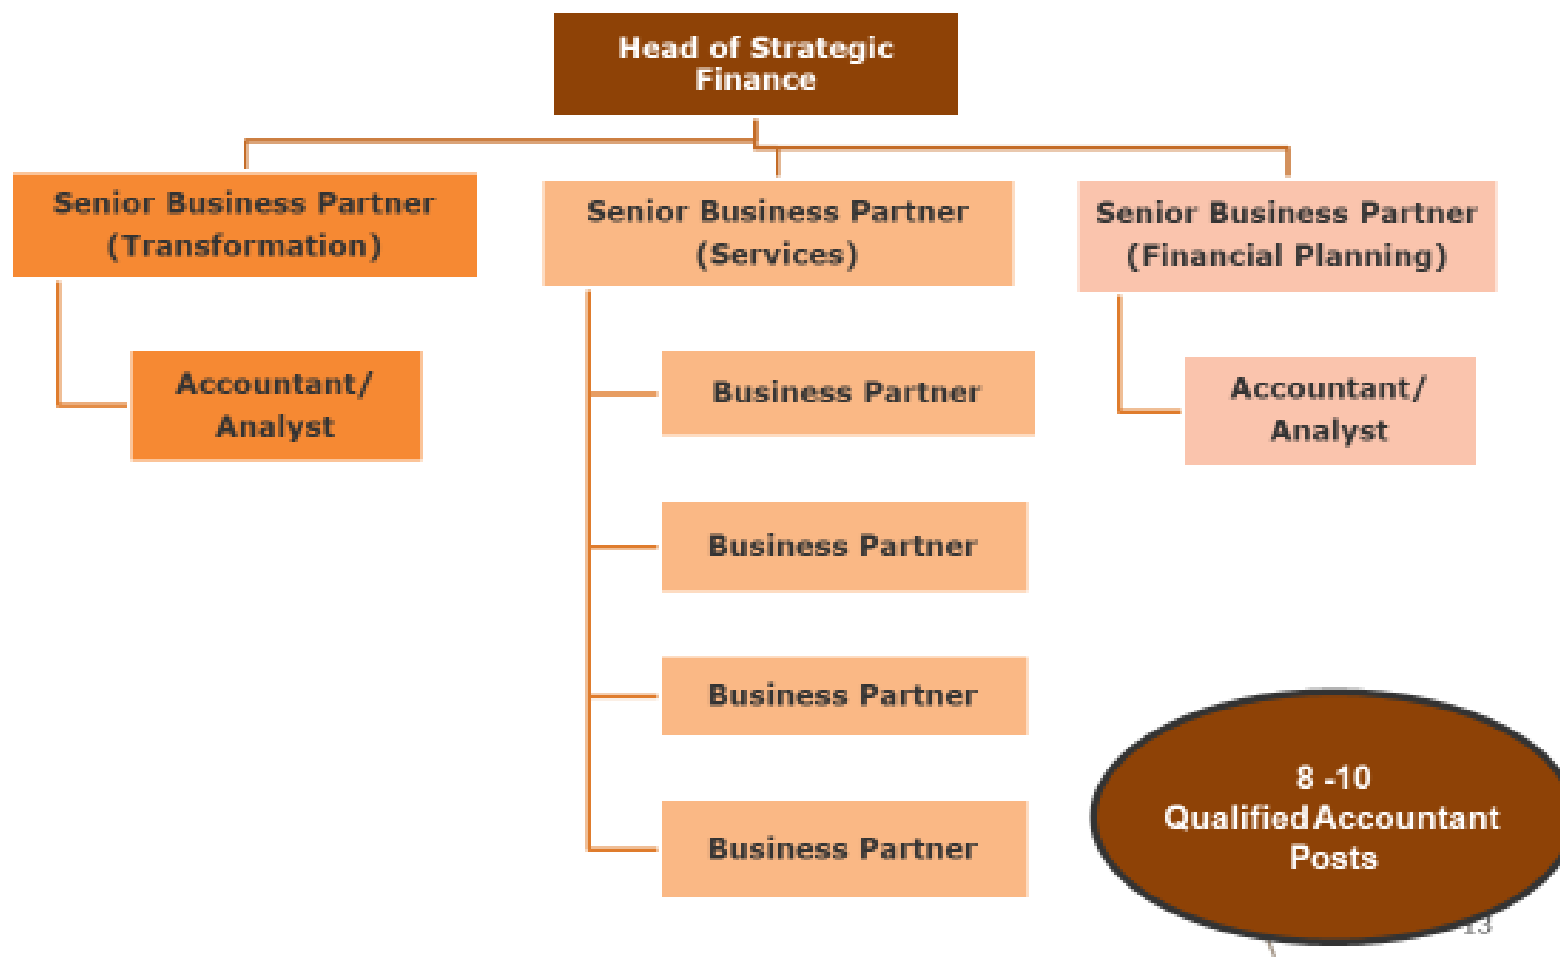 Head of Strategic
Finance
Senior Business Partner
(Transformation)
Senior Business Partner
(Services)
Senior Business Partner
(Financial Planning)
Accountant/
Analyst
Business Partner
Accountant/
Analyst
Business Partner
Business Partner
Business Partner
8 -10
Qualified Accountant
Posts
13